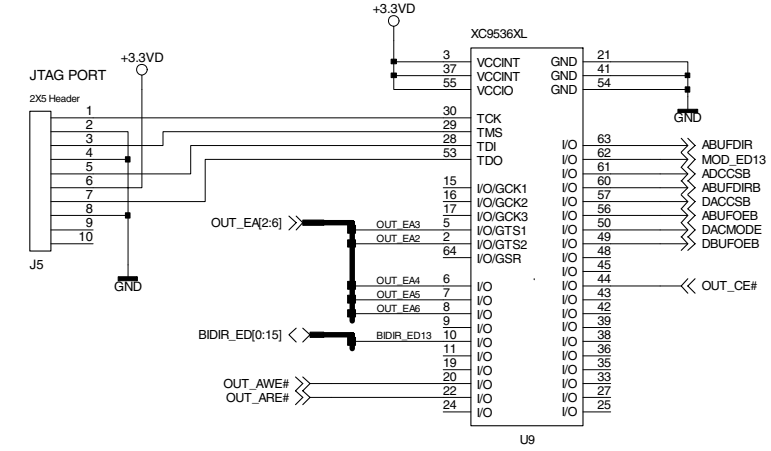 +3.3VD
XC9536XL
+3.3VD
JTAG PORT
2X5 Header
1
2
3
4
5
6
7
8
9
10
J5
GND
3 VCCINT GND 21
37 VCCINT GND 41
55 VCCIO GND 54
GND
30 TCK
29 TMS
28 TDI
53 TDO
I/O 63 ABUFDIR
I/O 62 MOD_ED13
I/O 61 ADCCSB
15 I/O/GCK1 I/O 60 ABUFDIRB
16 I/O/GCK2 I/O 57 DACCSB
17 I/O/GCK3 I/O 56 ABUFOEB
OUT_EA[2:6] OUT_EA3 5 I/O/GTS1 I/O 50 DACMODE
OUT_EA2 2 I/O/GTS2 I/O 49 DBUFOEB
64 I/O/GSR I/O 48
I/O 45
OUT_EA4 6 I/O I/O 44 OUT_CE#
OUT_EA5 7 I/O I/O 43
OUT_EA6 8 I/O I/O 42
9 I/O I/O 39
BIDIR_ED[0:15] BIDIR_ED13 10 I/O I/O 38
11 I/O I/O 36
19 I/O I/O 35
OUT_AWE# 20 I/O I/O 33
OUT_ARE# 22 I/O I/O 27
24 I/O I/O 25
U9